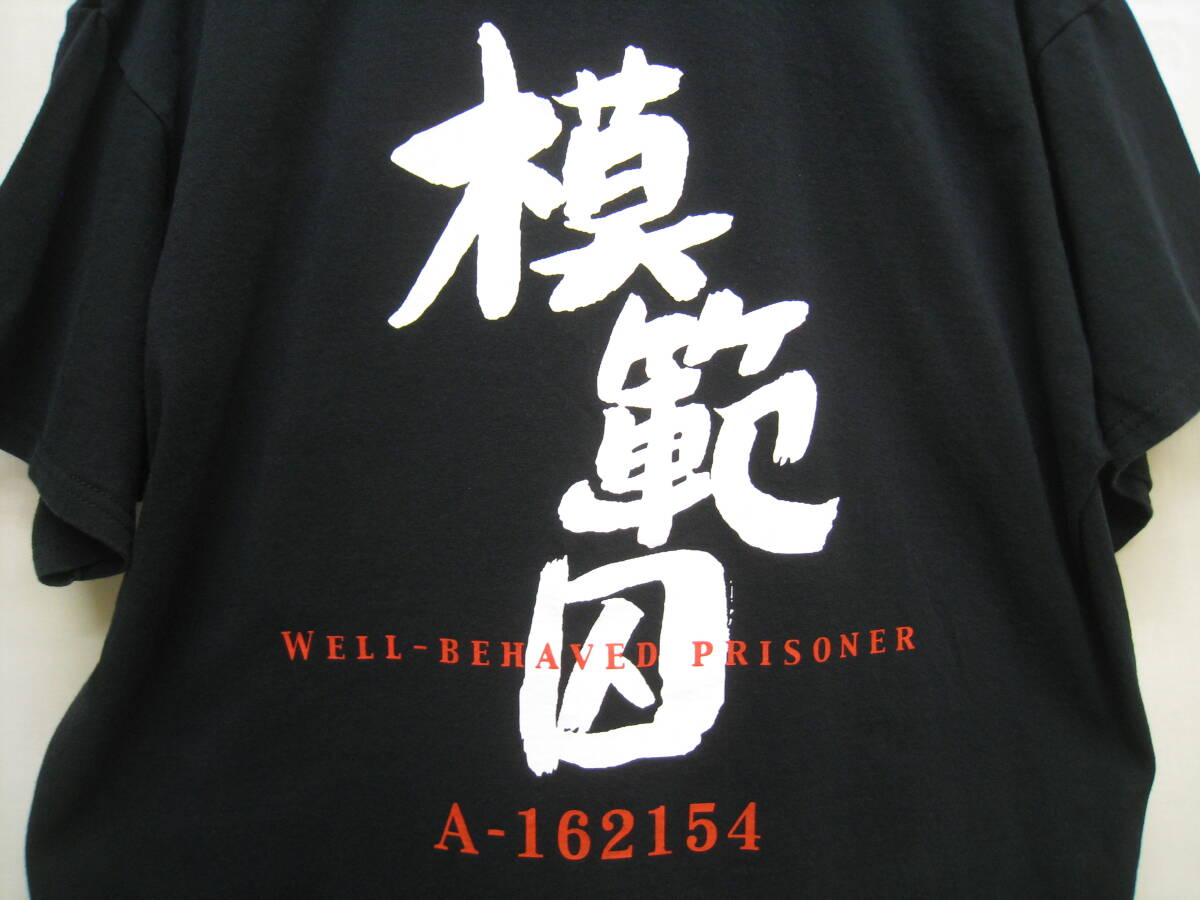 模範囚
WELL-BEHAVED PRISONER
A-162154